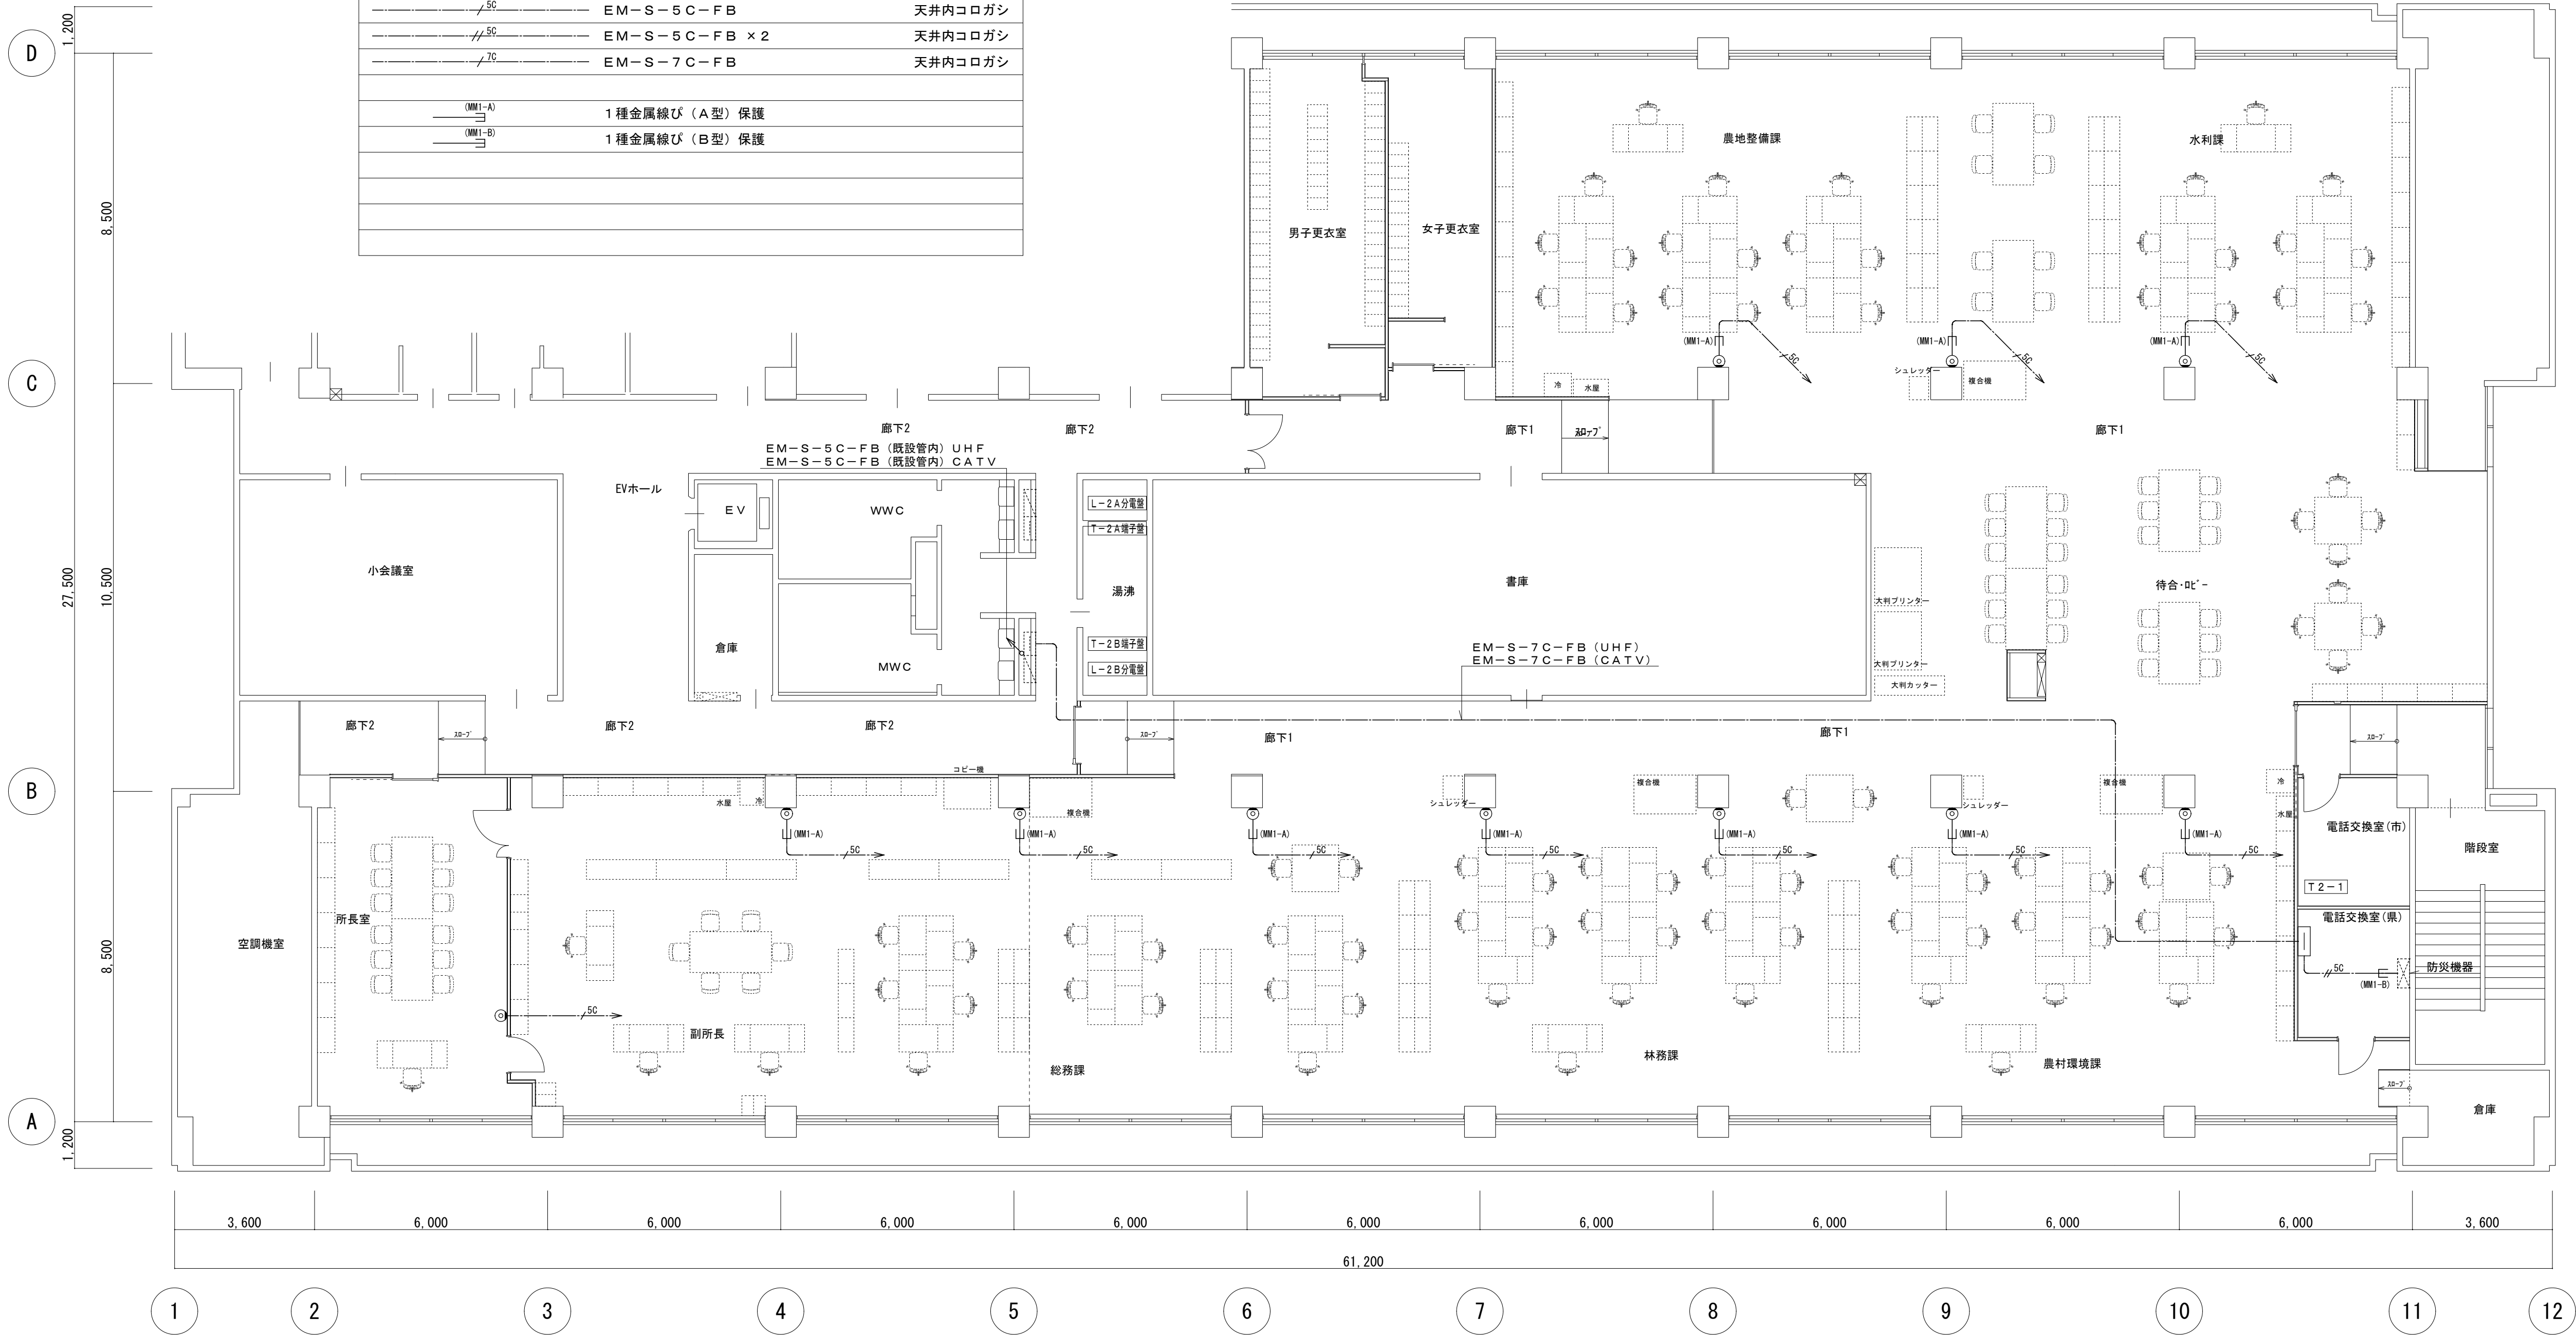 5C EM-S-5C-FB 天井内コロガシ
5C EM-S-5C-FB ×2 天井内コロガシ
7C EM-S-7C-FB 天井内コロガシ
(MM1-A) 1種金属線ぴ(A型)保護
(MM1-B) 1種金属線ぴ(B型)保護
D
1,200
8,500
農地整備課
水利課
男子更衣室
女子更衣室
(MM1-A)
5C
(MM1-A)
5C
(MM1-A)
5C
C
シュレッダー
複合機
冷
水屋
廊下2
廊下2
廊下1
スロープ
廊下1
EM-S-5C-FB(既設管内)UHF
EM-S-5C-FB(既設管内)CATV
EVホール
EV
WWC
L-2A分電盤
T-2A端子盤
27,500
10,500
小会議室
湯沸
書庫
待合・ロビー
大判プリンター
倉庫
MWC
T-2B端子盤
L-2B分電盤
EM-S-7C-FB(UHF)
EM-S-7C-FB(CATV)
大判プリンター
大判カッター
廊下2
スロープ
廊下2
廊下2
スロープ
廊下1
廊下1
スロープ
B
コピー機
水屋
冷
複合機
シュレッダー
複合機
シュレッダー
複合機
冷
水屋
(MM1-A)
5C
(MM1-A)
5C
(MM1-A)
5C
(MM1-A)
5C
(MM1-A)
5C
(MM1-A)
5C
(MM1-A)
5C
電話交換室(市)
階段室
T2-1
電話交換室(県)
所長室
空調機室
8,500
防災機器
5C
(MM1-B)
5C
副所長
総務課
林務課
農村環境課
スロープ
倉庫
A
1,200
3,600
6,000
6,000
6,000
6,000
6,000
6,000
6,000
6,000
6,000
3,600
61,200
1
2
3
4
5
6
7
8
9
10
11
12